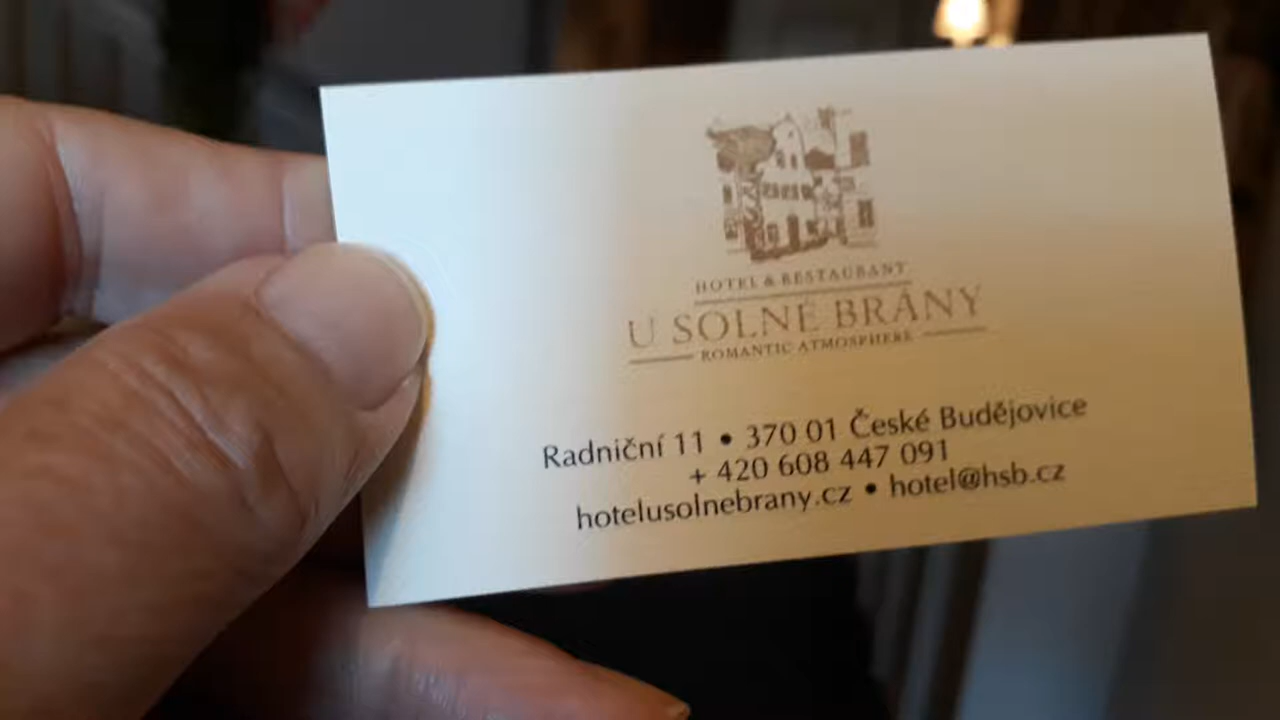 HOTEL & RESTAURANT
U SOLNÉ BRÁNY
ROMANTIC ATMOSPHERE
Radniční 11 • 370 01 České Budějovice
+ 420 608 447 091
hotelusolnebrany.cz • hotel@hsb.cz